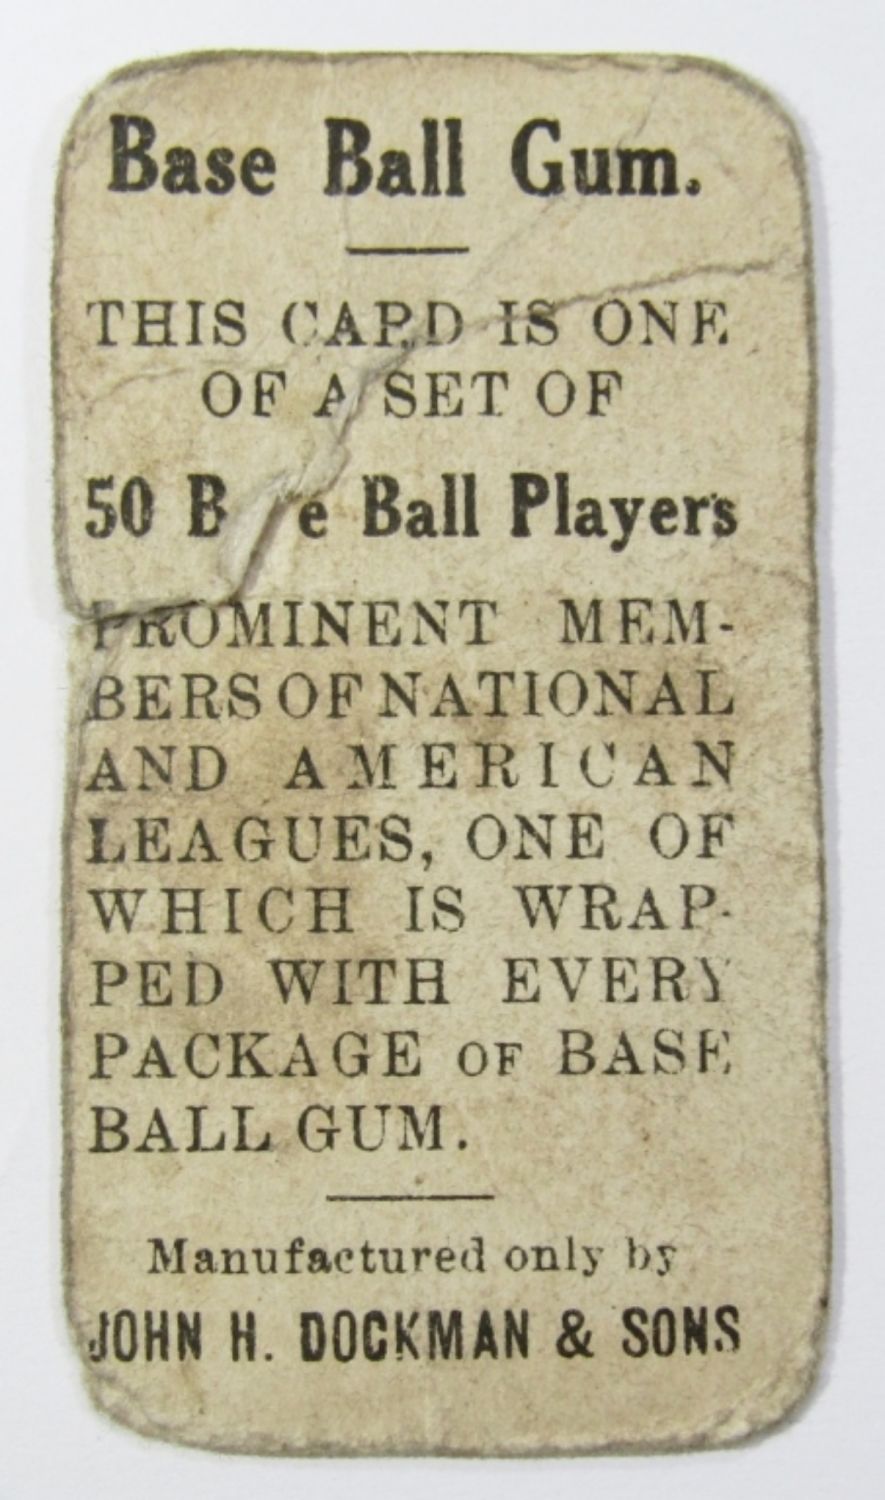 Base Ball Gum.
THIS CARD IS ONE
OF A SET OF
50 B e Ball Players
PROMINENT MEM-
BERS OF NATIONAL
AND AMERICAN
LEAGUES, ONE OF
WHICH IS WRAP-
PED WITH EVERY
PACKAGE OF BASE
BALL GUM.
Manufactured only by
JOHN H. DOCKMAN & SONS